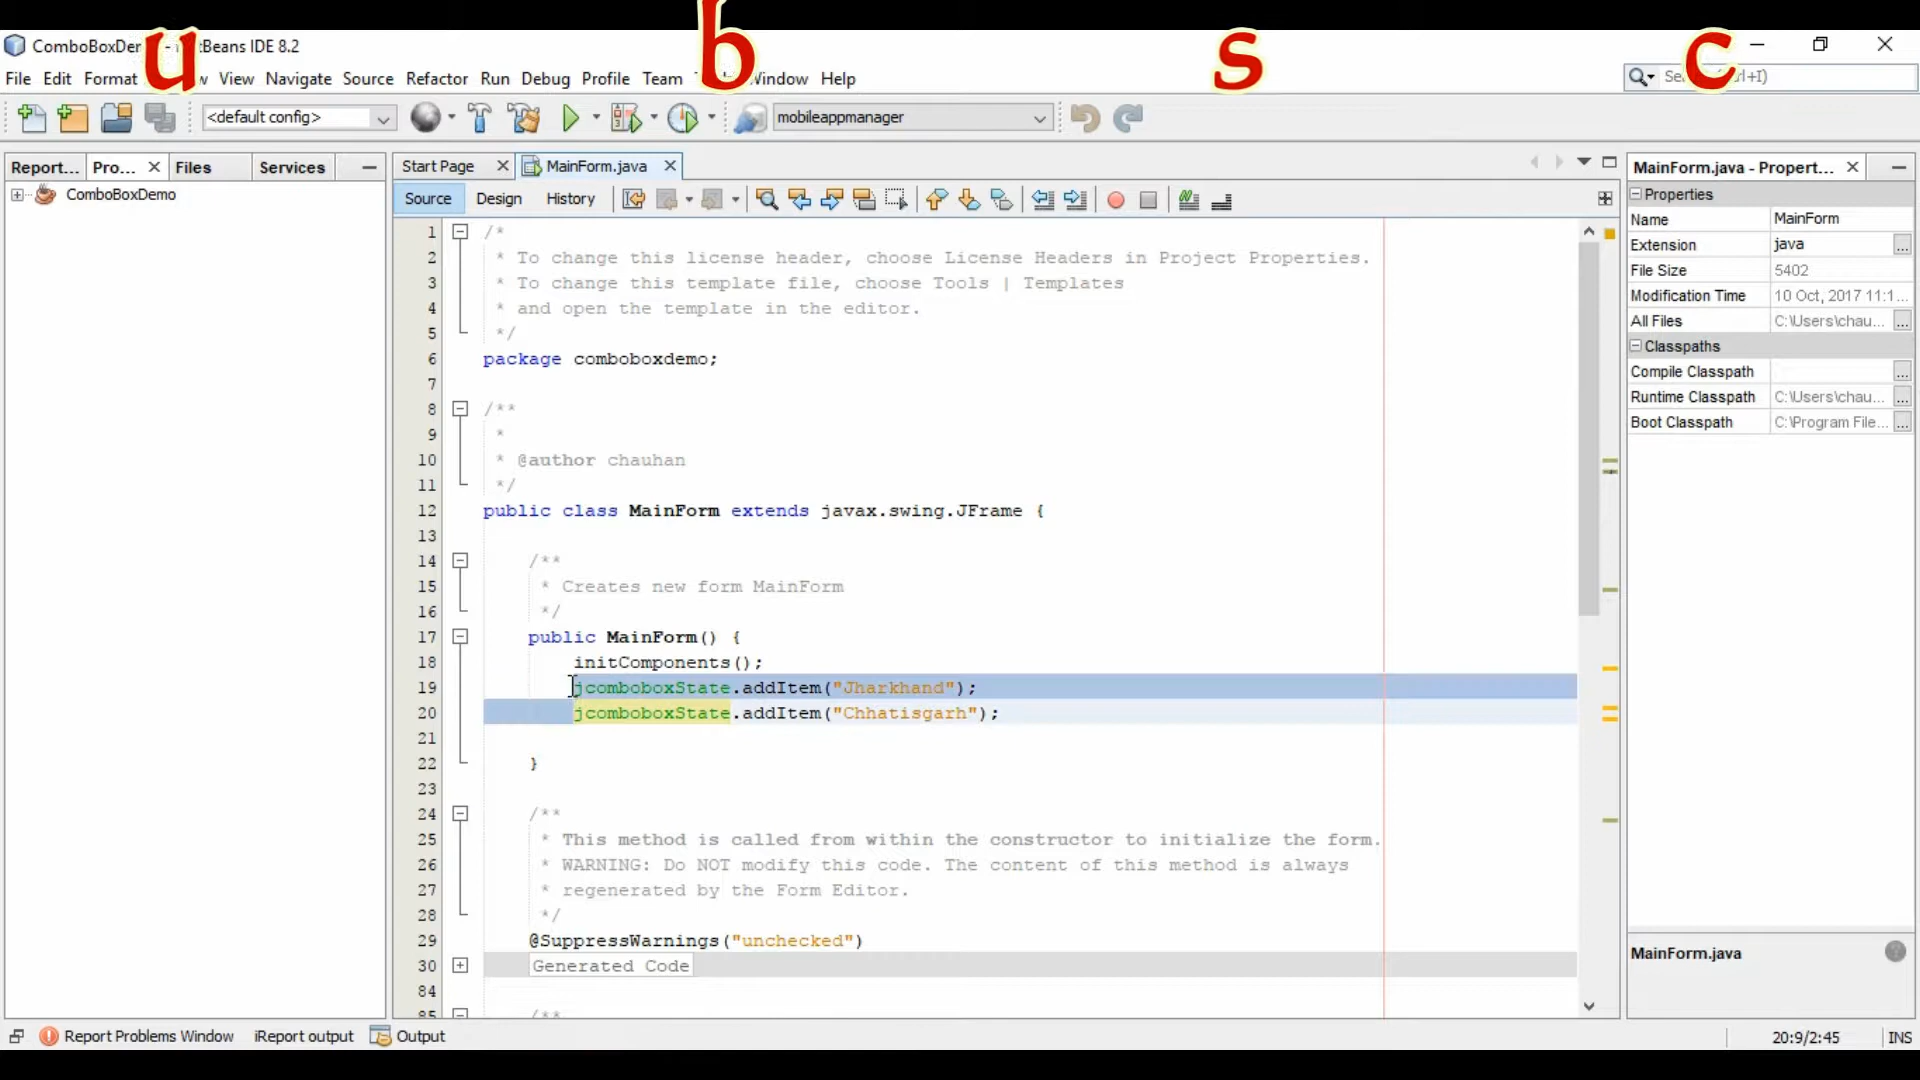 u b s c
ComboBoxDe - tBeans IDE 8.2
File Edit Format View Navigate Source Refactor Run Debug Profile Team Window Help
<default config> mobileappmanager
Report... Pro... Files Services
Start Page MainForm.java
MainForm.java - Propert...
Source Design History
ComboBoxDemo
Properties
Name MainForm
Extension java ...
File Size 5402
Modification Time 10 Oct, 2017 11:1...
All Files C:\Users\chau... ...
Classpaths
Compile Classpath ...
Runtime Classpath C:\Users\chau... ...
Boot Classpath C:\Program File... ...
1 /*
2 * To change this license header, choose License Headers in Project Properties.
3 * To change this template file, choose Tools | Templates
4 * and open the template in the editor.
5 */
6 package comboboxdemo;
7
8 /**
9 *
10 * @author chauhan
11 */
12 public class MainForm extends javax.swing.JFrame {
13
14 /**
15 * Creates new form MainForm
16 */
17 public MainForm() {
18 initComponents();
19 jcomboboxState.addItem("Jharkhand");
20 jcomboboxState.addItem("Chhatisgarh");
21
22 }
23
24 /**
25 * This method is called from within the constructor to initialize the form.
26 * WARNING: Do NOT modify this code. The content of this method is always
27 * regenerated by the Form Editor.
28 */
29 @SuppressWarnings("unchecked")
30 Generated Code
84
85 /**
MainForm.java
Report Problems Window iReport output Output
20:9/2:45 INS